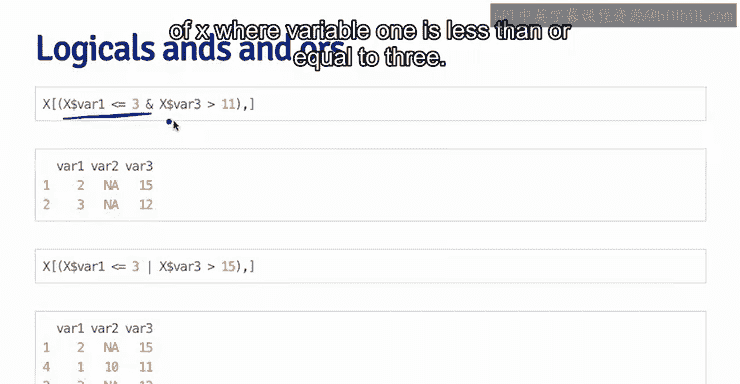 of x where variable one is less than or
equal to three.
Logicals ands and ors
X[(X$var1 <= 3 & X$var3 > 11),]
var1 var2 var3
1 2 NA 15
2 3 NA 12
X[(X$var1 <= 3 | X$var3 > 15),]
var1 var2 var3
1 2 NA 15
4 1 10 11